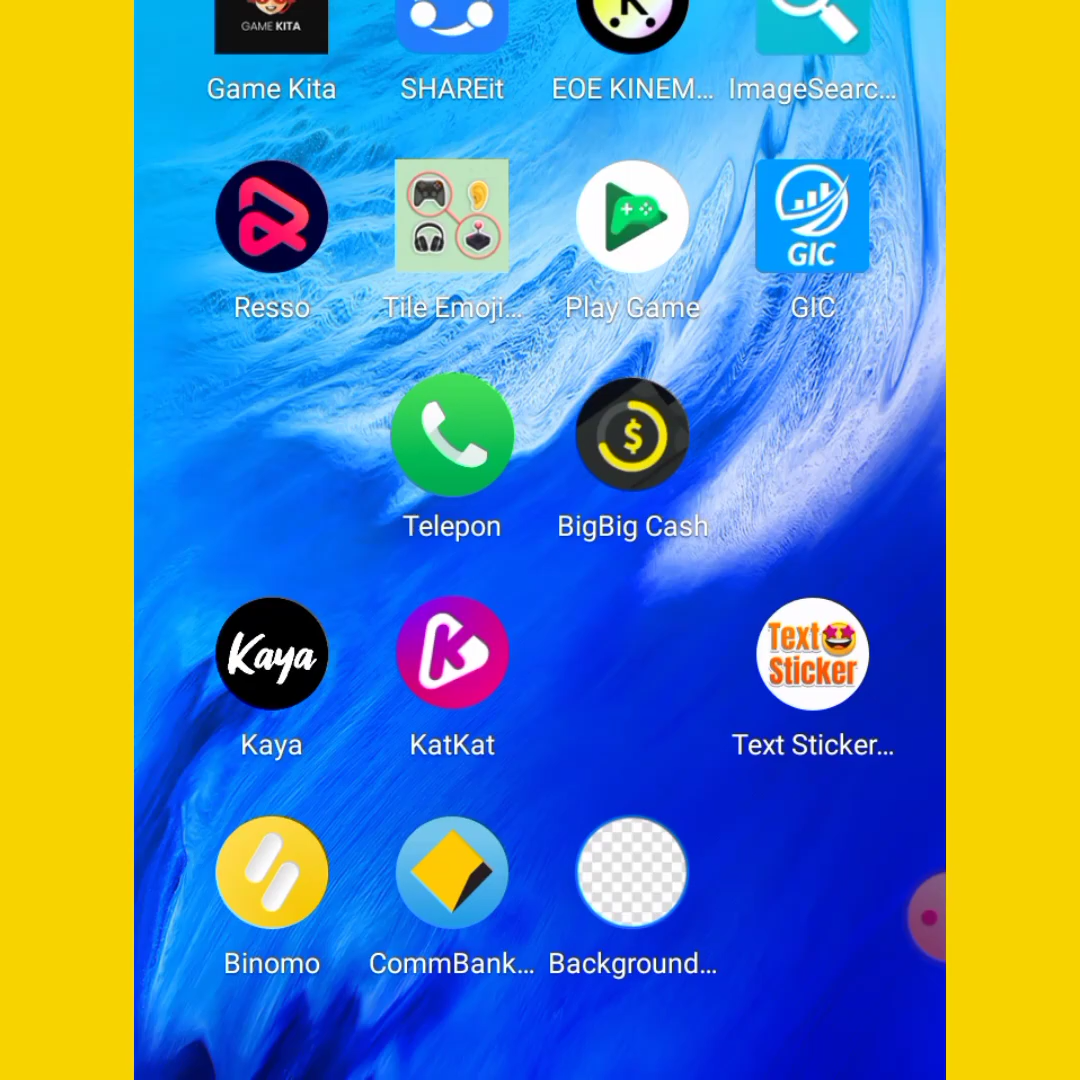 GAME KITA
Game Kita
SHAREit
EOE KINEM...
ImageSearc...
GIC
Resso
Tile Emoji...
Play Game
GIC
$
Telepon
BigBig Cash
Kaya
Text
Sticker
Kaya
KatKat
Text Sticker...
Binomo
CommBank...
Background...